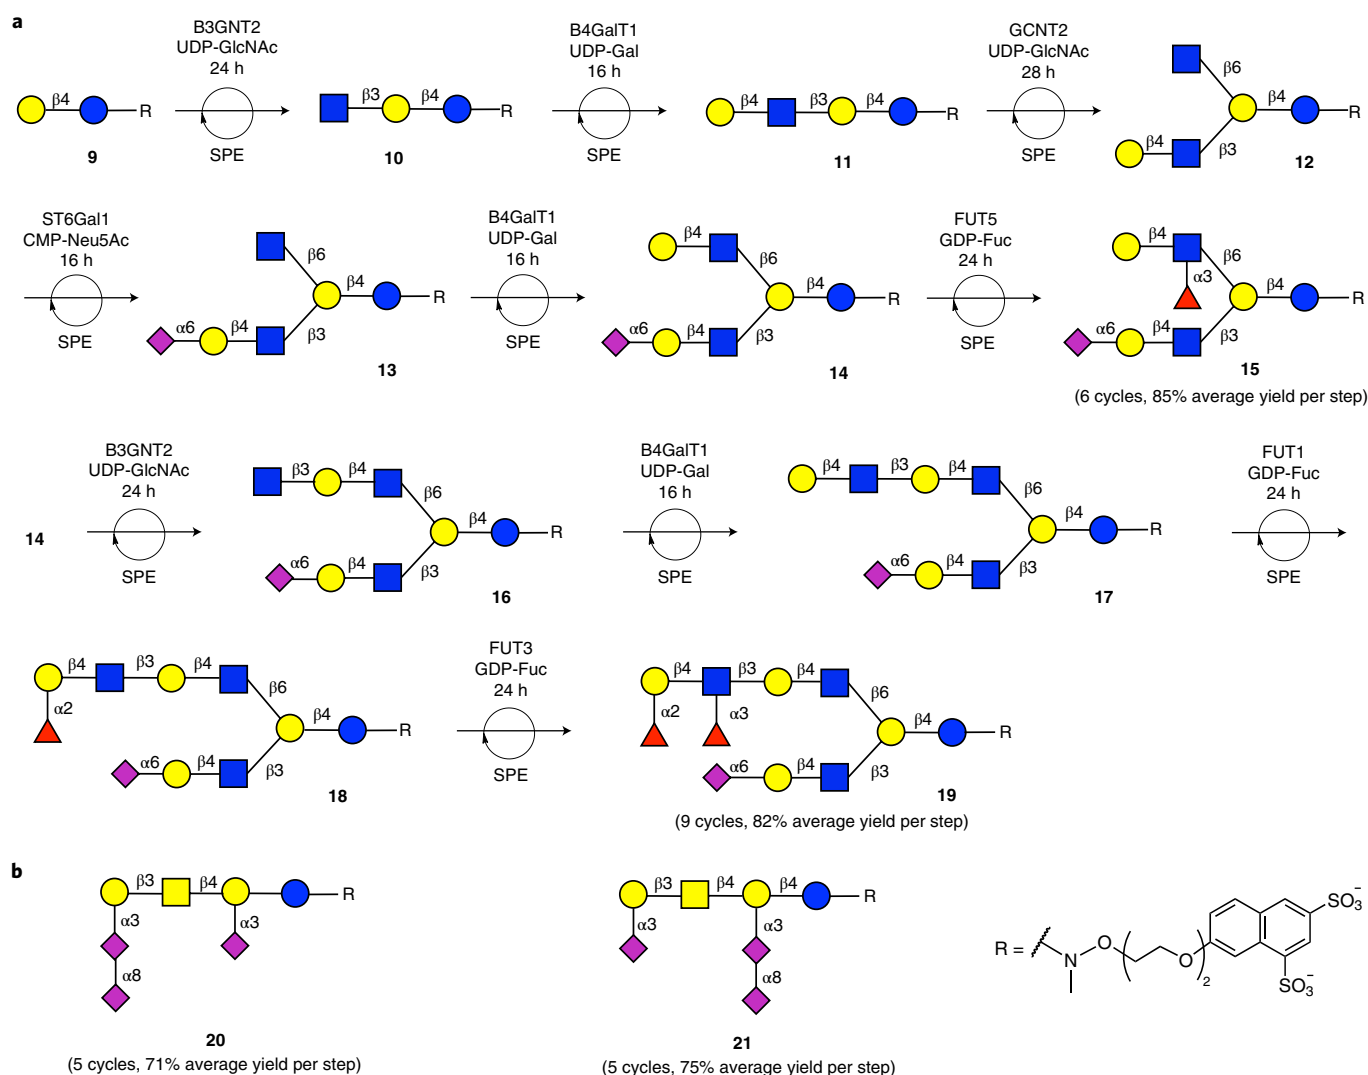 a
B3GNT2
UDP-GlcNAc
24 h
SPE
B4GalT1
UDP-Gal
16 h
SPE
GCNT2
UDP-GlcNAc
28 h
SPE
β4
R
9
β3
β4
R
10
β4
β3
β4
R
11
β6
β4
R
β4
β3
12
ST6Gal1
CMP-Neu5Ac
16 h
SPE
β6
β4
R
α6
β4
β3
13
B4GalT1
UDP-Gal
16 h
SPE
β4
β6
β4
R
α6
β4
β3
14
FUT5
GDP-Fuc
24 h
SPE
β4
β6
α3
β4
R
α6
β4
β3
15
(6 cycles, 85% average yield per step)
14
B3GNT2
UDP-GlcNAc
24 h
SPE
β3
β4
β6
β4
R
α6
β4
β3
16
B4GalT1
UDP-Gal
16 h
SPE
β4
β3
β4
β6
β4
R
α6
β4
β3
17
FUT1
GDP-Fuc
24 h
SPE
β4
β3
β4
β6
α2
β4
R
α6
β4
β3
18
FUT3
GDP-Fuc
24 h
SPE
β4
β3
β4
β6
α2
α3
β4
R
α6
β4
β3
19
(9 cycles, 82% average yield per step)
b
β3
β4
R
α3
α3
α8
20
(5 cycles, 71% average yield per step)
β3
β4
β4
R
α3
α3
α8
21
(5 cycles, 75% average yield per step)
R =
N
O
O
2
SO3−
SO3−